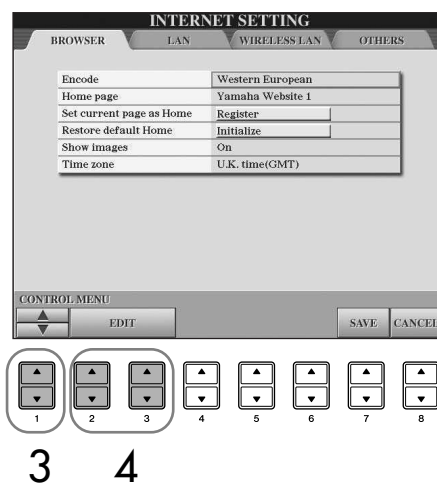 INTERNET SETTING
BROWSER LAN WIRELESS LAN OTHERS
Encode Western European
Home page Yamaha Website 1
Set current page as Home Register
Restore default Home Initialize
Show images On
Time zone U.K. time(GMT)
CONTROL MENU
EDIT SAVE CANCEL
1 2 3 4 5 6 7 8
3 4